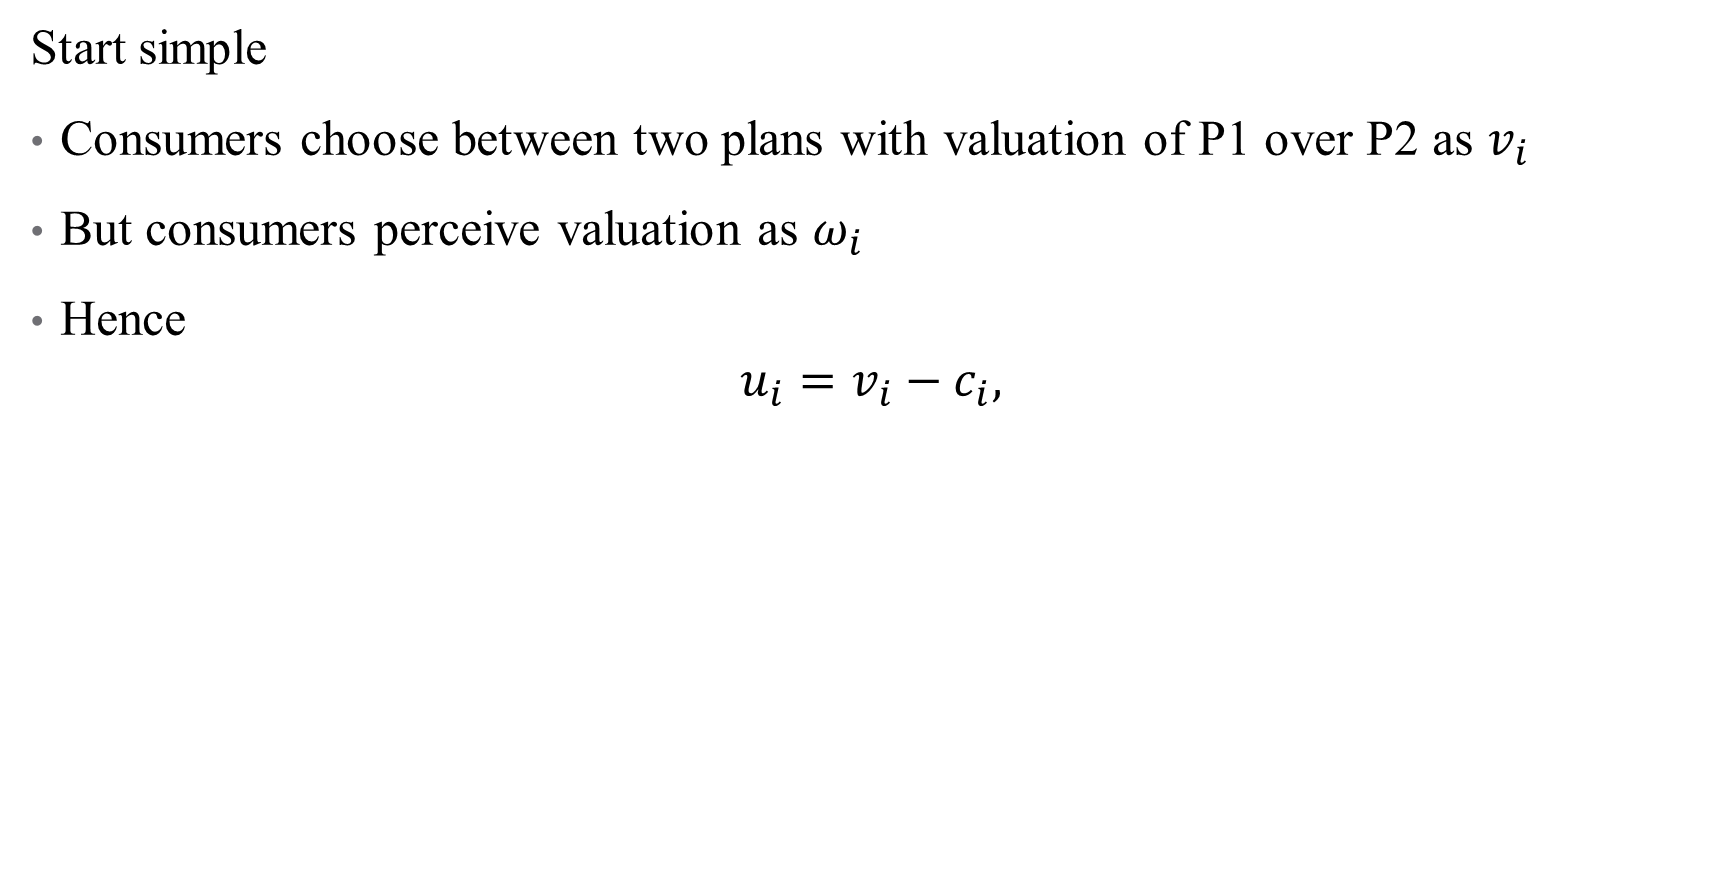 Start simple
• Consumers choose between two plans with valuation of P1 over P2 as 𝑣ᵢ
• But consumers perceive valuation as 𝜔ᵢ
• Hence
𝑢ᵢ = 𝑣ᵢ − 𝑐ᵢ,